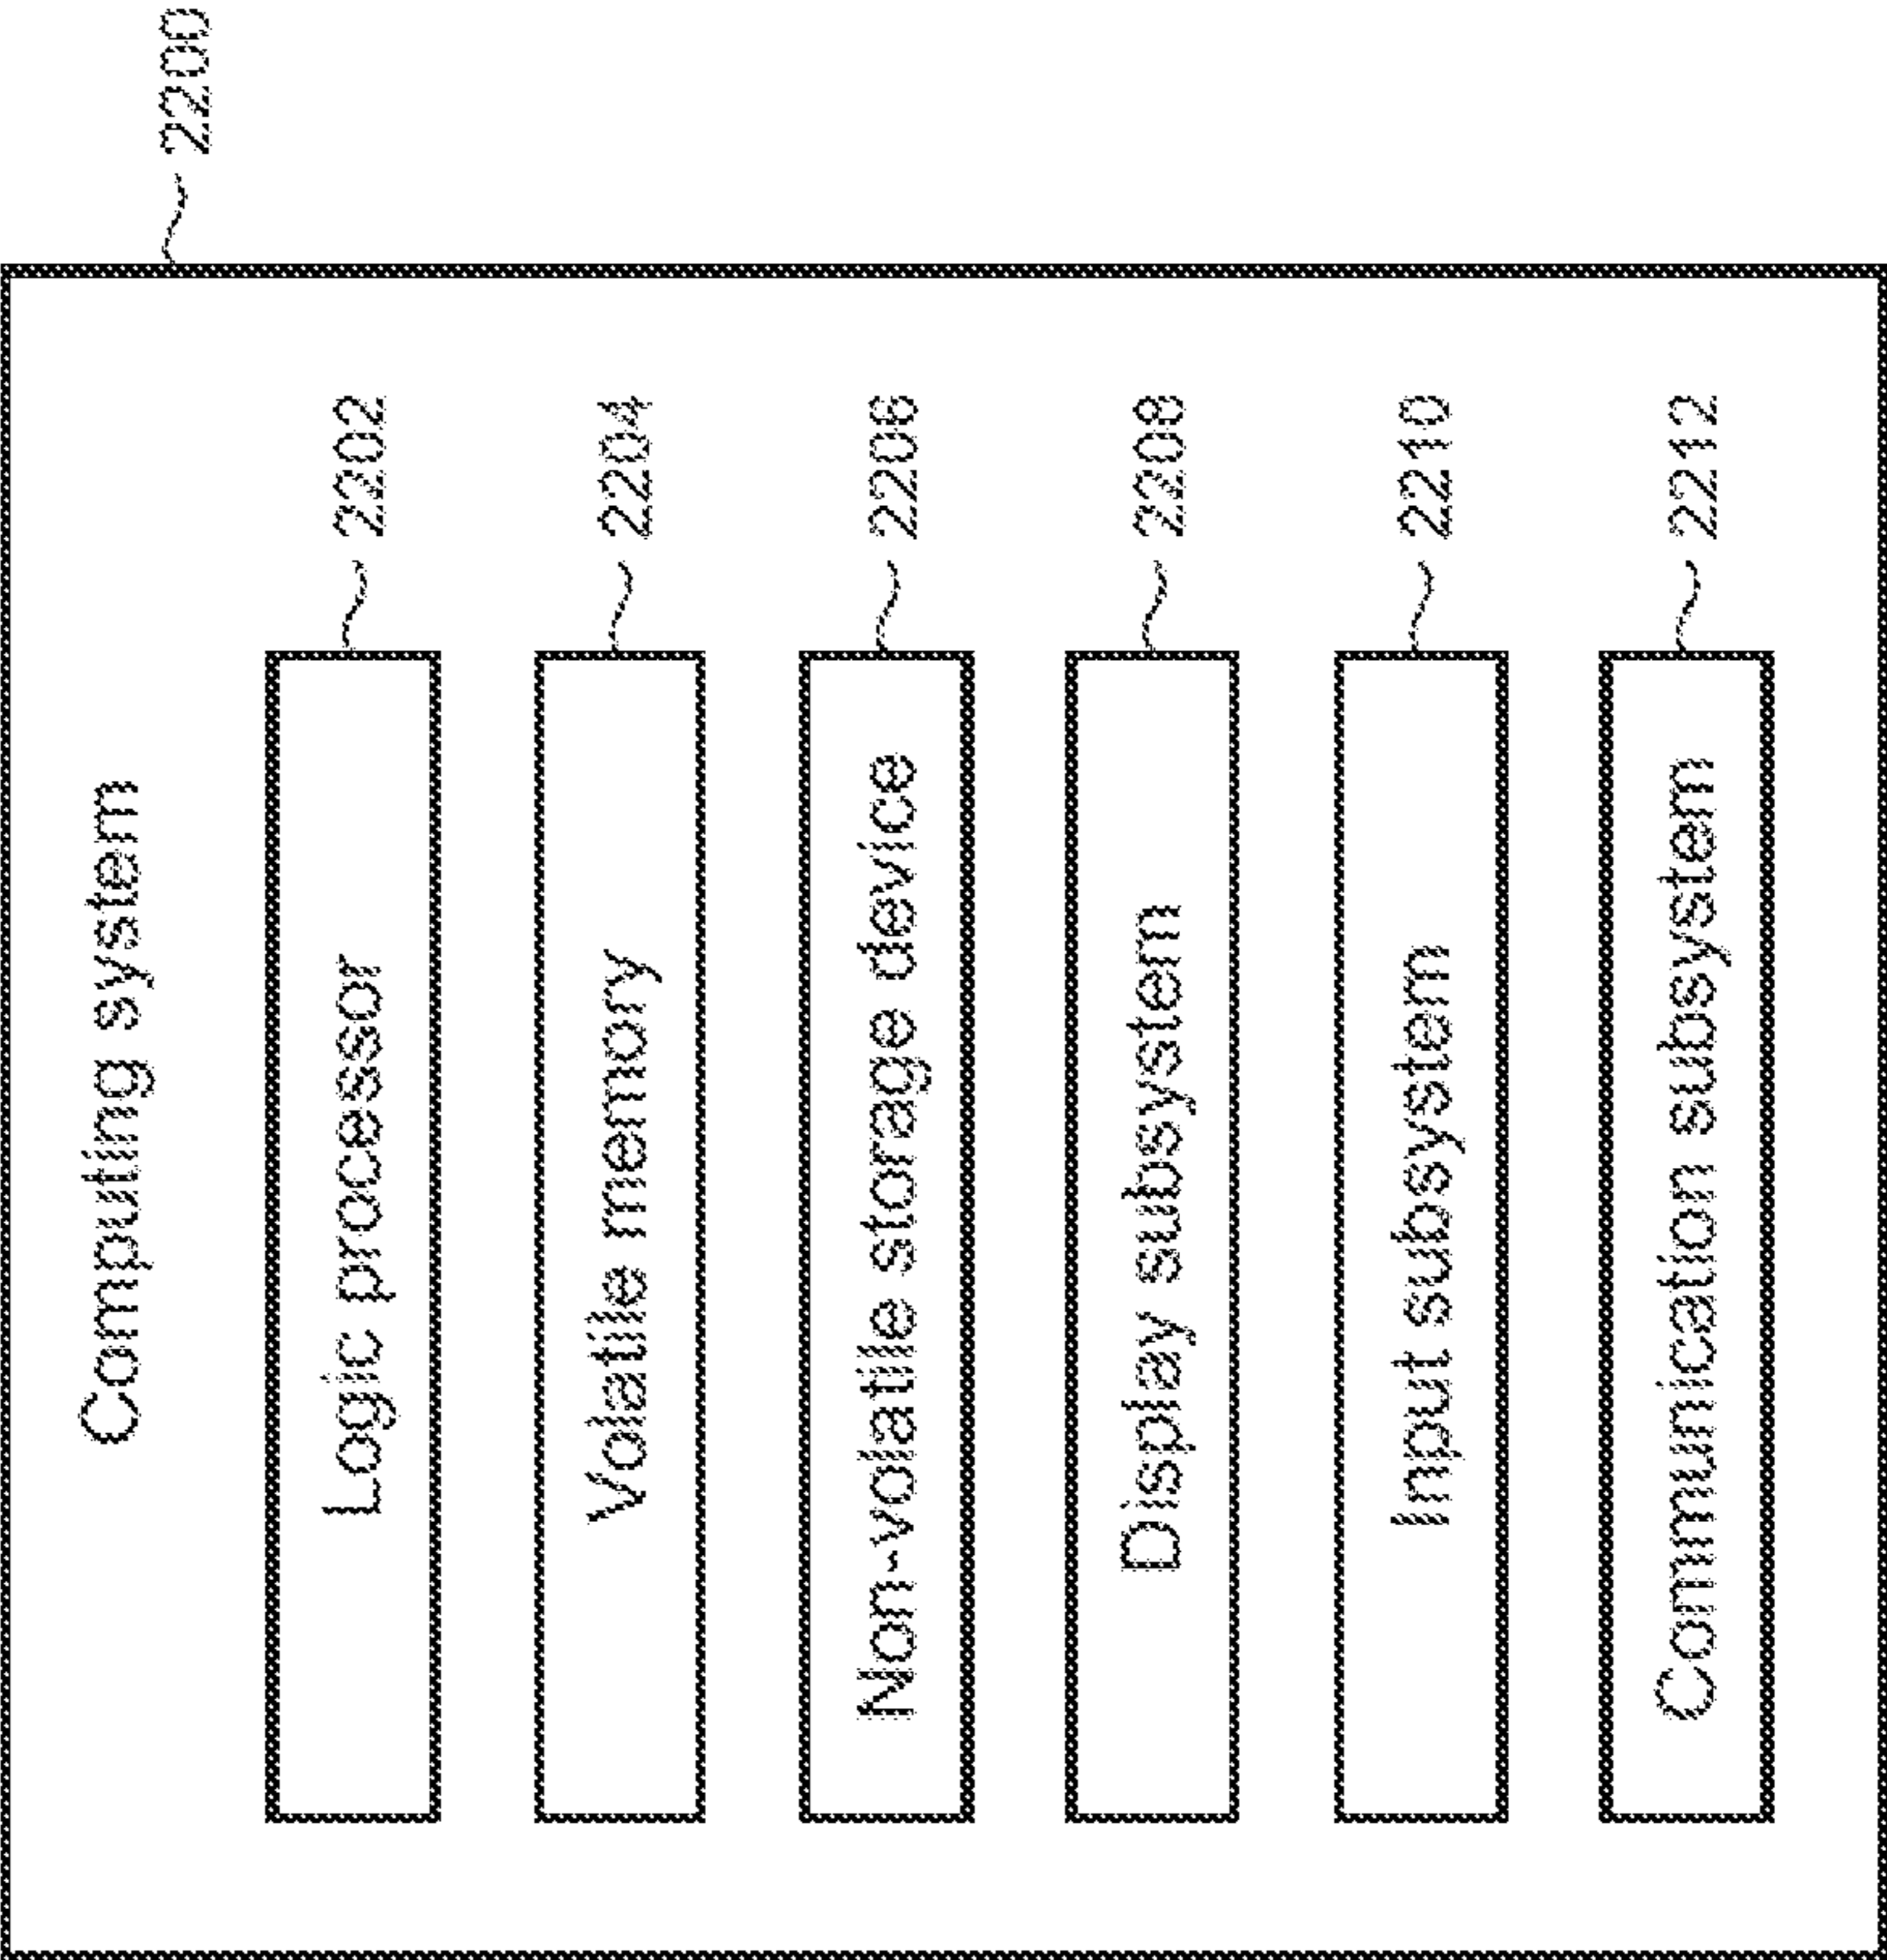 2200
Computing system
Logic processor 2202
Volatile memory 2204
Non-volatile storage device 2206
Display subsystem 2208
Input subsystem 2210
Communication subsystem 2212